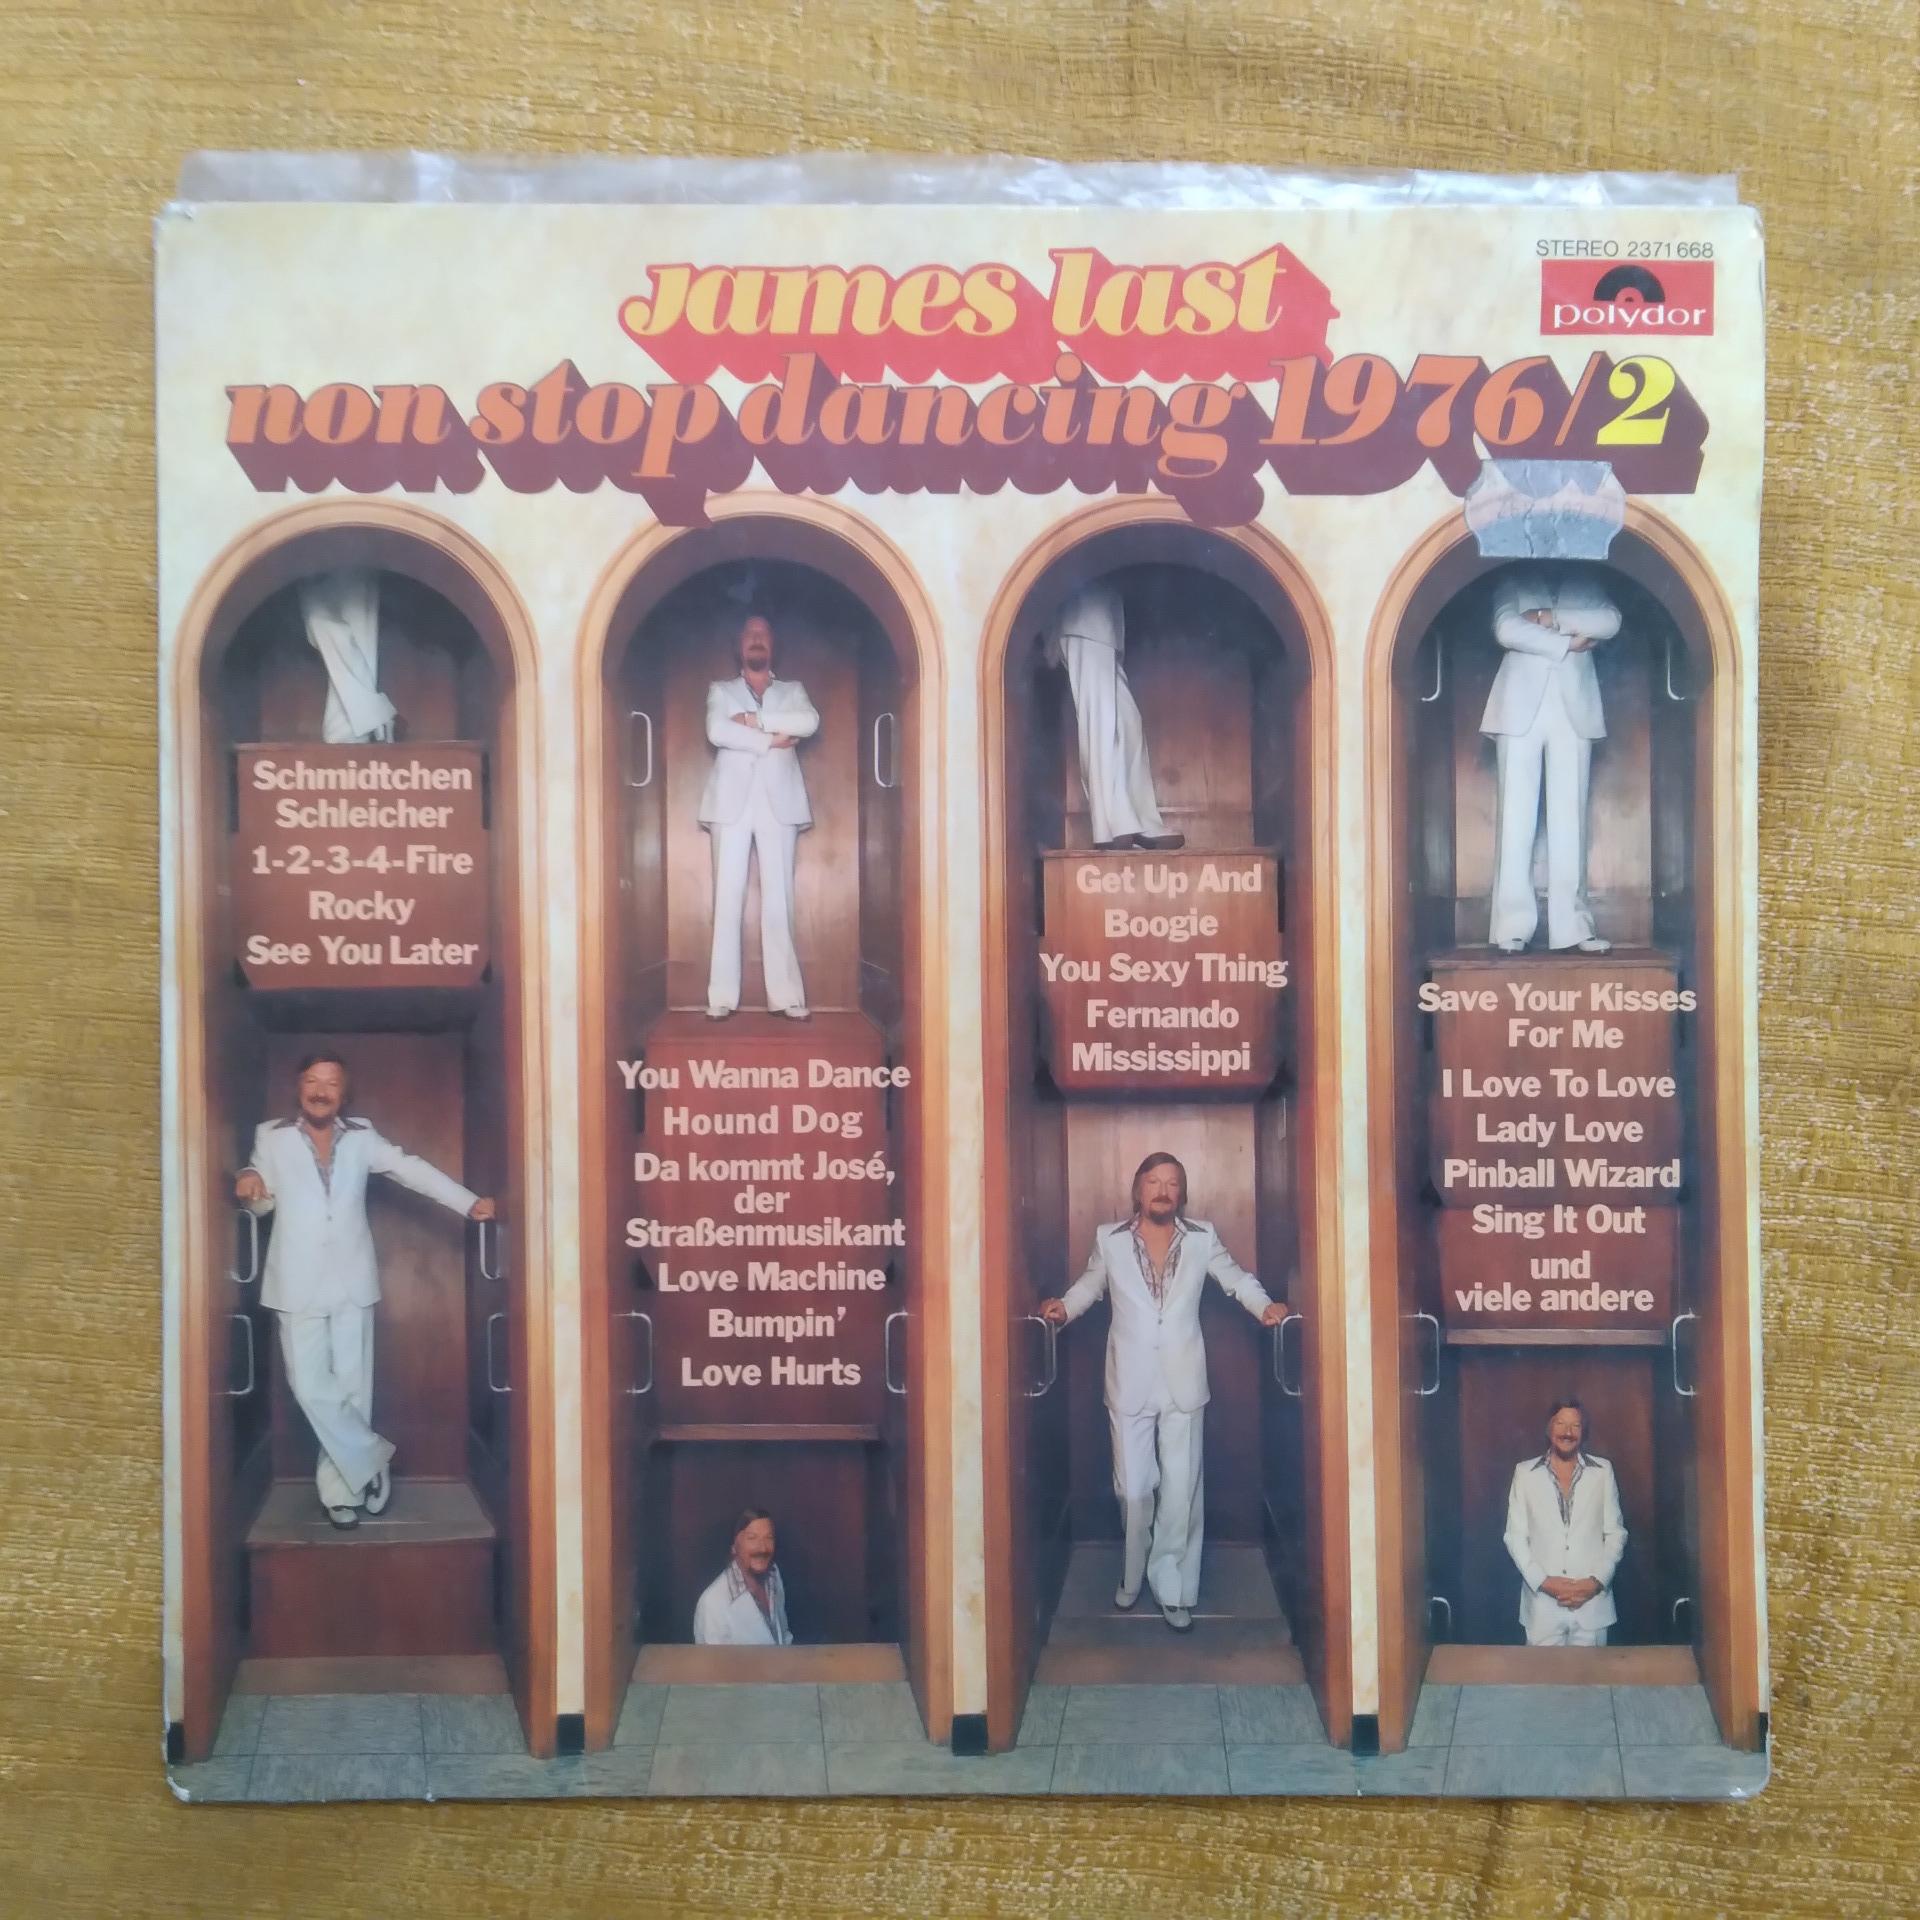 STEREO 2371 668
polydor
james last
non stop dancing 1976/2
Schmidtchen
Schleicher
1-2-3-4-Fire
Rocky
See You Later
You Wanna Dance
Hound Dog
Da kommt José,
der
Straßenmusikant
Love Machine
Bumpin'
Love Hurts
Get Up And
Boogie
You Sexy Thing
Fernando
Mississippi
Save Your Kisses
For Me
I Love To Love
Lady Love
Pinball Wizard
Sing It Out
und
viele andere